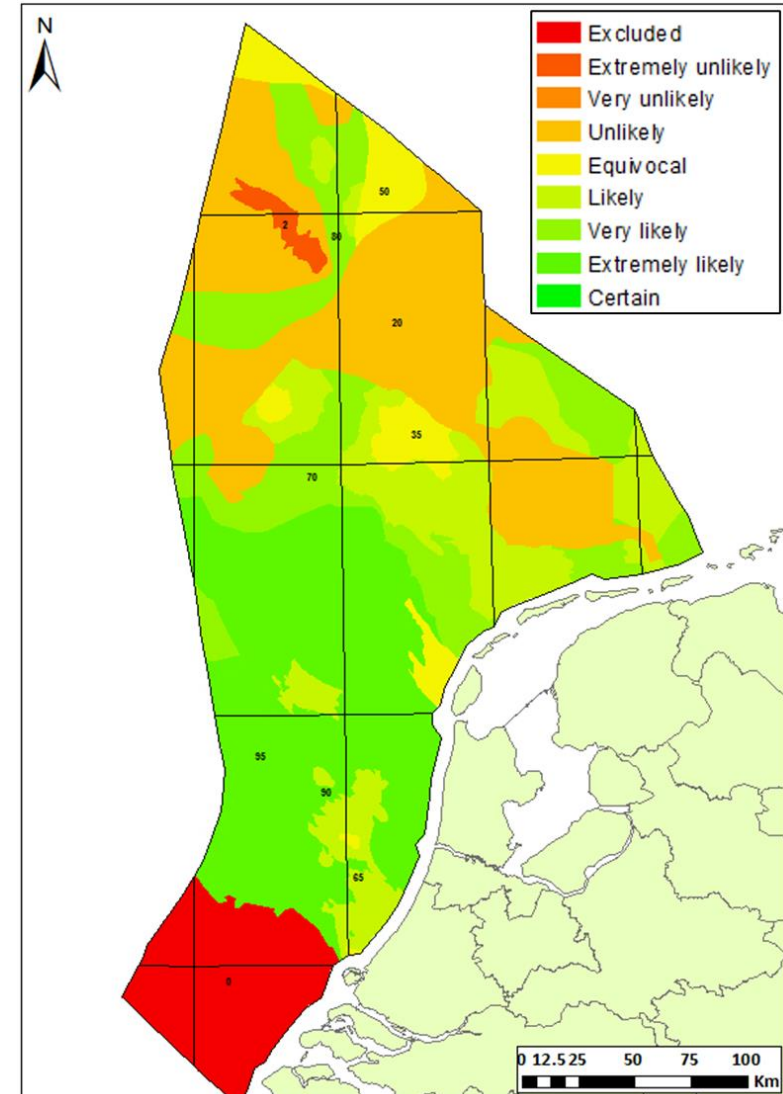 N
Excluded
Extremely unlikely
Very unlikely
Unlikely
Equivocal
Likely
Very likely
Extremely likely
Certain
50
2
80
20
35
70
95
90
65
0
0 12.5 25 50 75 100
Km